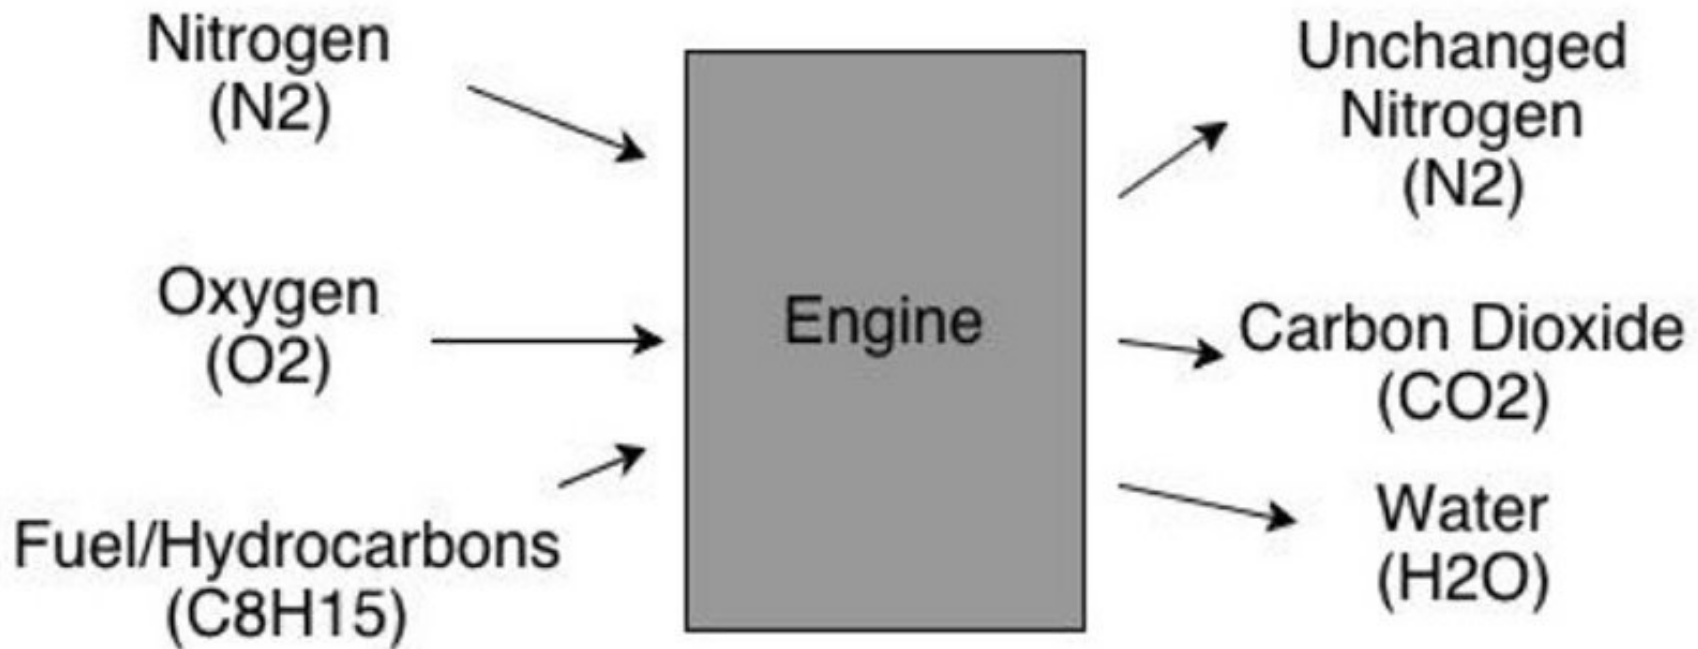 Nitrogen
(N2)
Oxygen
(O2)
Fuel/Hydrocarbons
(C8H15)
Engine
Unchanged
Nitrogen
(N2)
Carbon Dioxide
(CO2)
Water
(H2O)